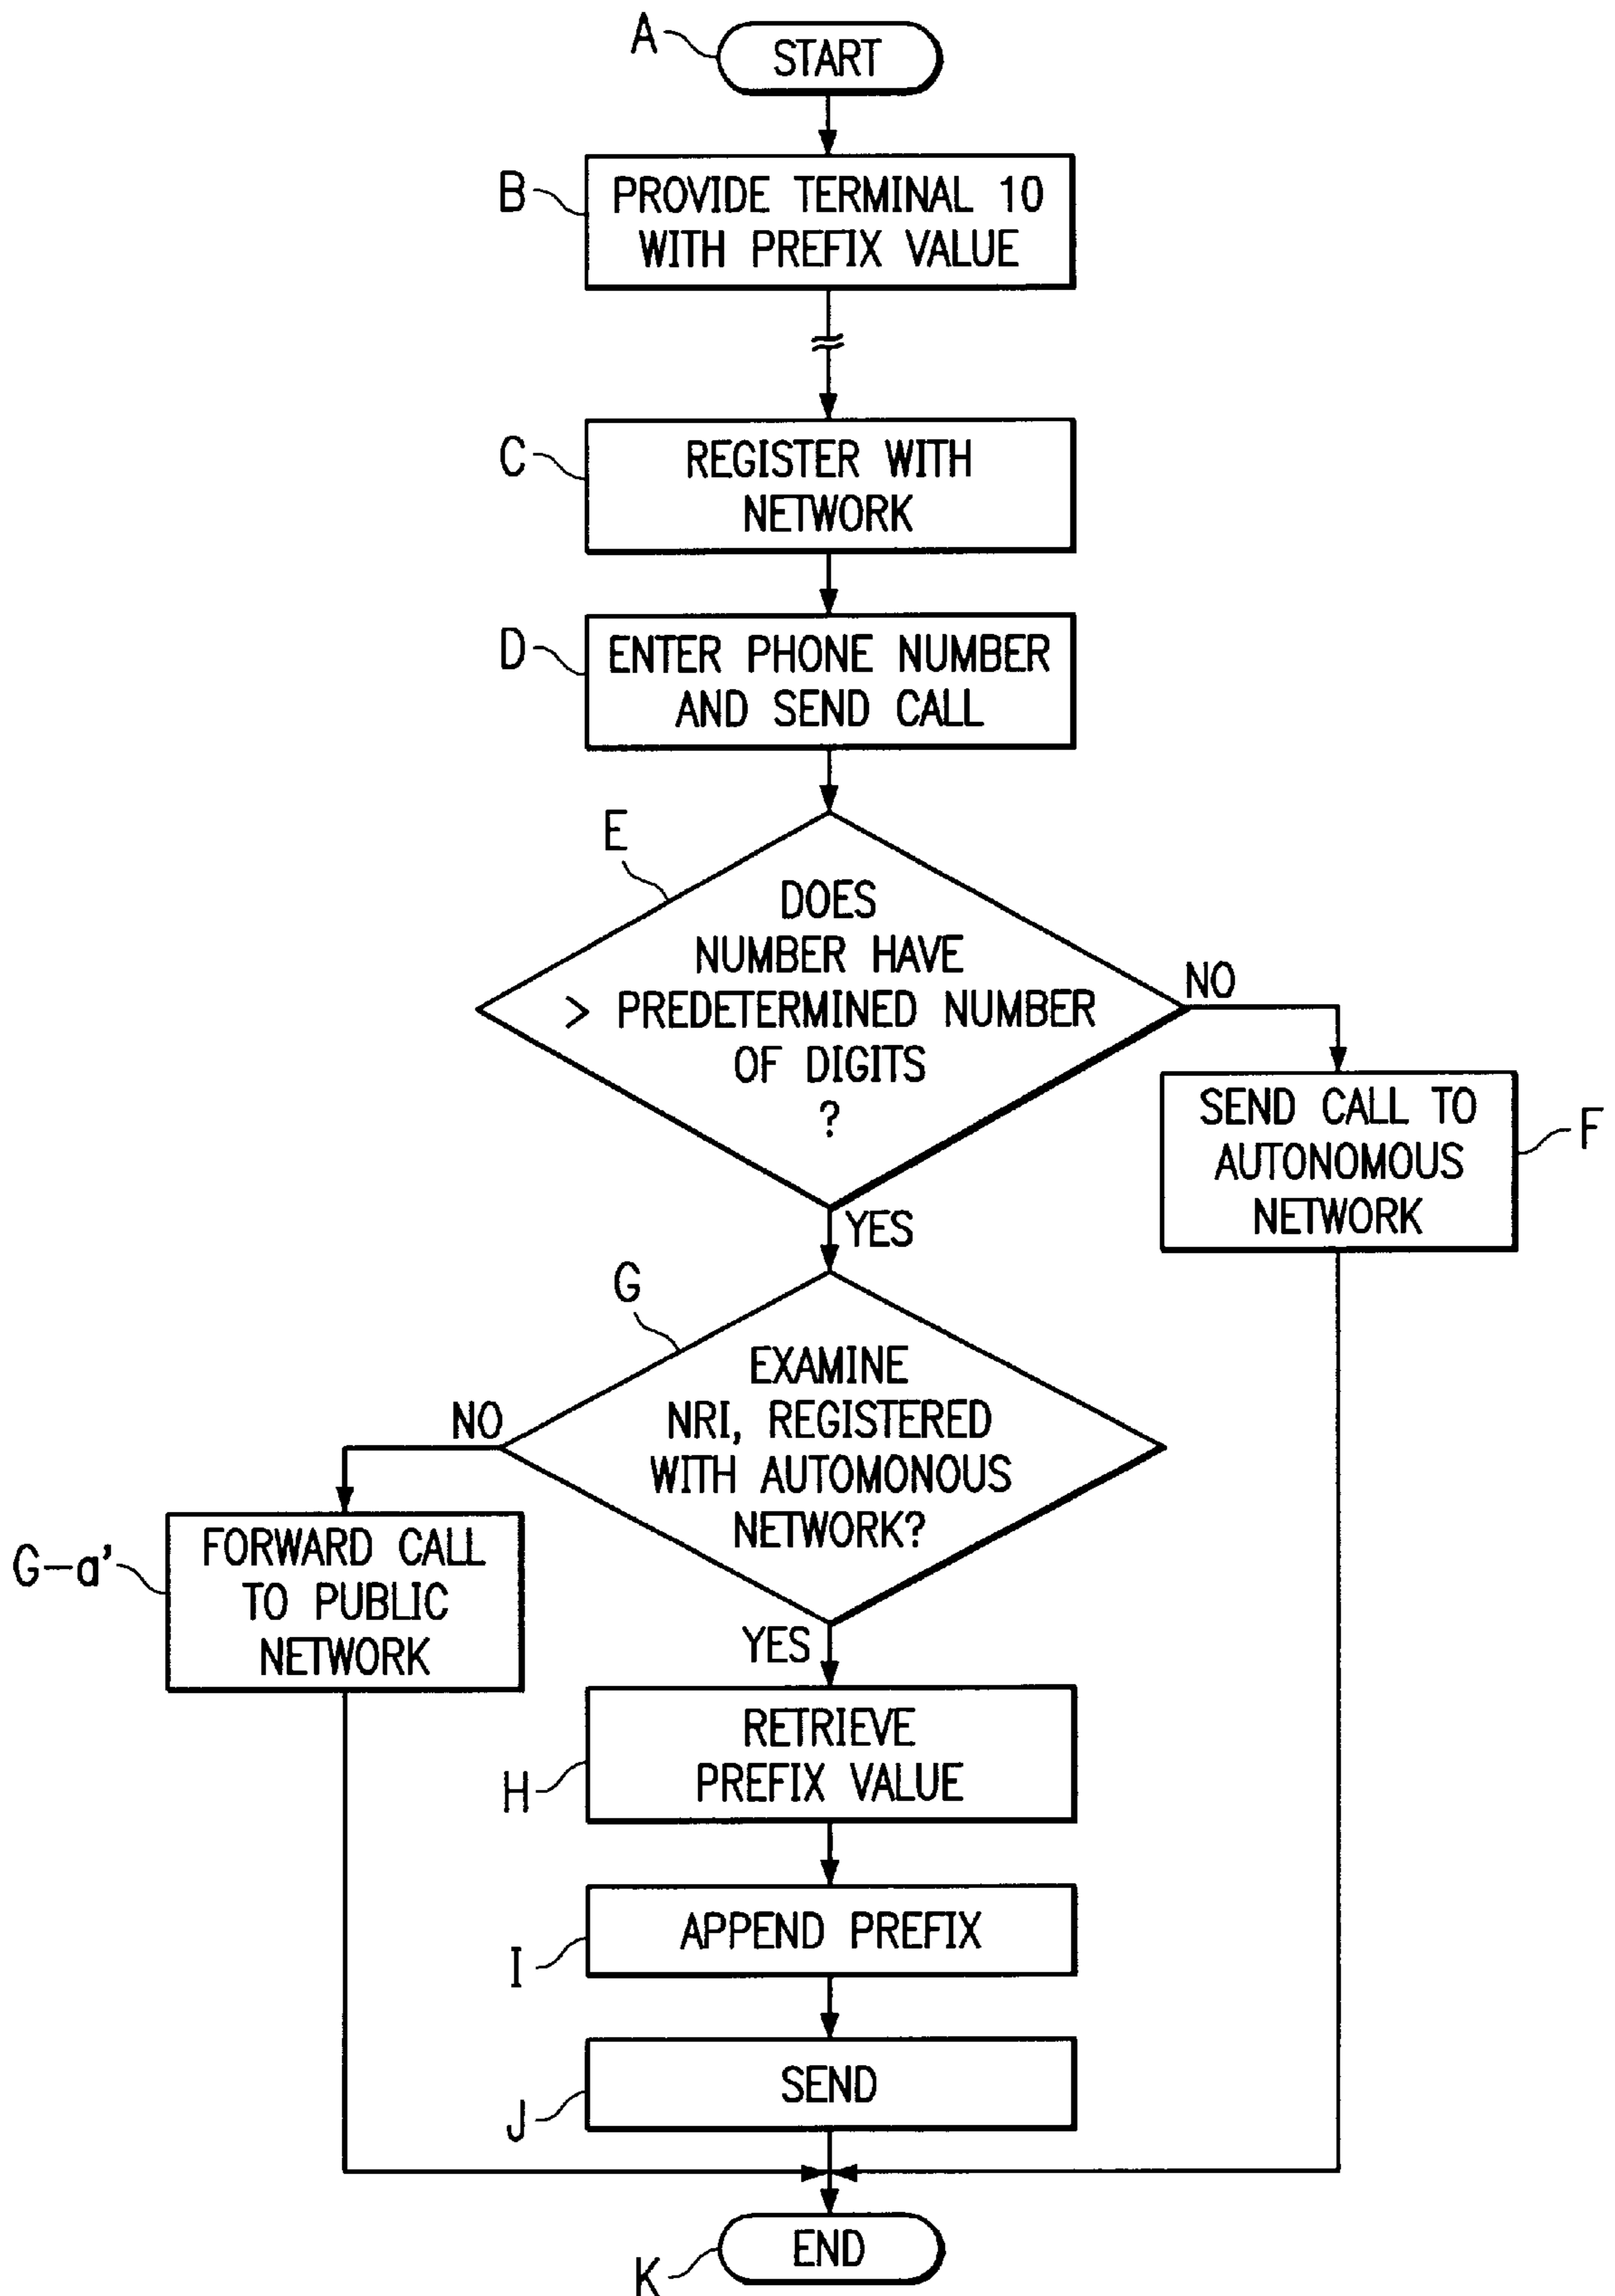 A
START
B
PROVIDE TERMINAL 10
WITH PREFIX VALUE
C
REGISTER WITH
NETWORK
D
ENTER PHONE NUMBER
AND SEND CALL
E
DOES
NUMBER HAVE
> PREDETERMINED NUMBER
OF DIGITS
?
NO
YES
SEND CALL TO
AUTONOMOUS
NETWORK
F
G
EXAMINE
NRI, REGISTERED
WITH AUTOMONOUS
NETWORK?
NO
YES
G-a'
FORWARD CALL
TO PUBLIC
NETWORK
H
RETRIEVE
PREFIX VALUE
I
APPEND PREFIX
J
SEND
K
END